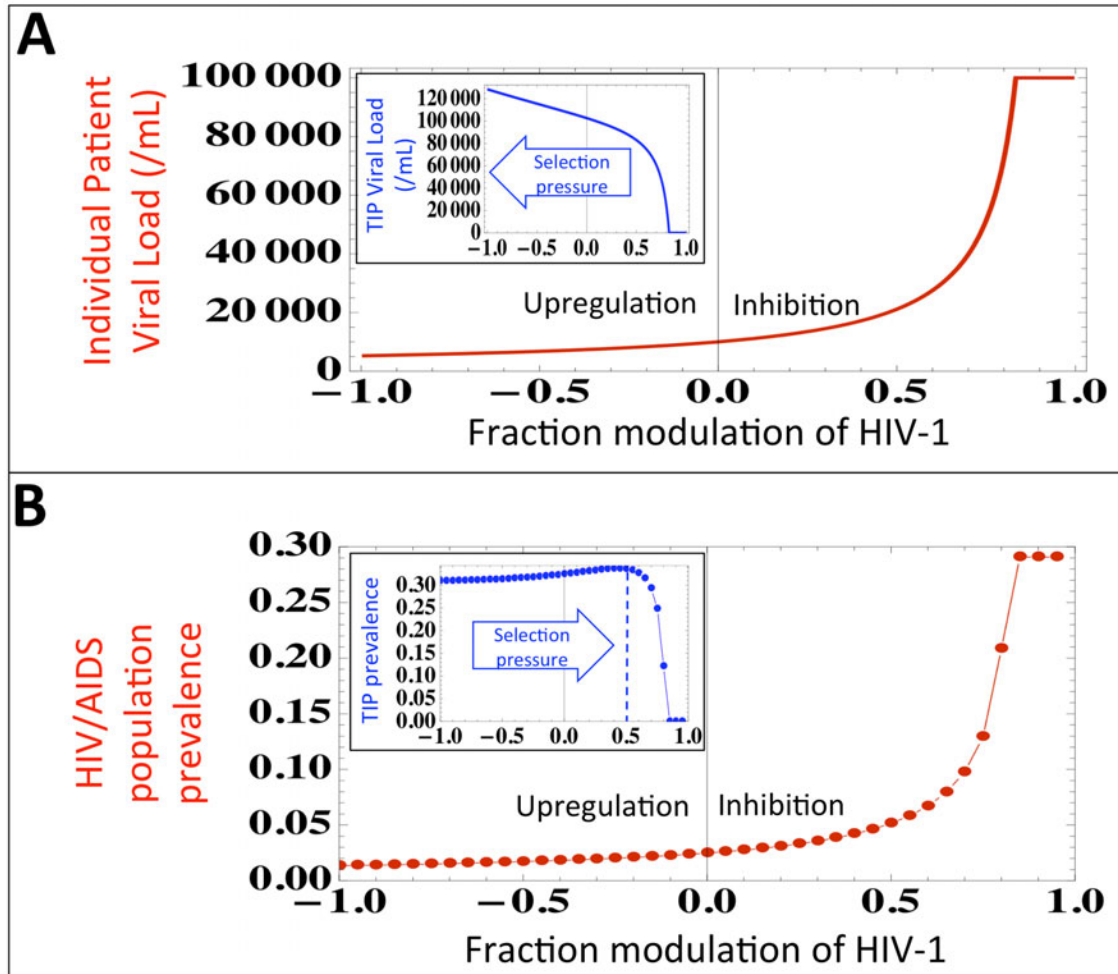 A
Individual Patient
Viral Load (/mL)
100 000
80 000
60 000
40 000
20 000
0
TIP Viral Load
(/mL)
120 000
100 000
80 000
60 000
40 000
20 000
0
Selection
pressure
−1.0 −0.5 0.0 0.5 1.0
Upregulation Inhibition
−1.0 −0.5 0.0 0.5 1.0
Fraction modulation of HIV-1
B
HIV/AIDS
population
prevalence
0.30
0.25
0.20
0.15
0.10
0.05
0.00
TIP prevalence
0.30
0.25
0.20
0.15
0.10
0.05
0.00
Selection
pressure
−1.0 −0.5 0.0 0.5 1.0
Upregulation Inhibition
−1.0 −0.5 0.0 0.5 1.0
Fraction modulation of HIV-1